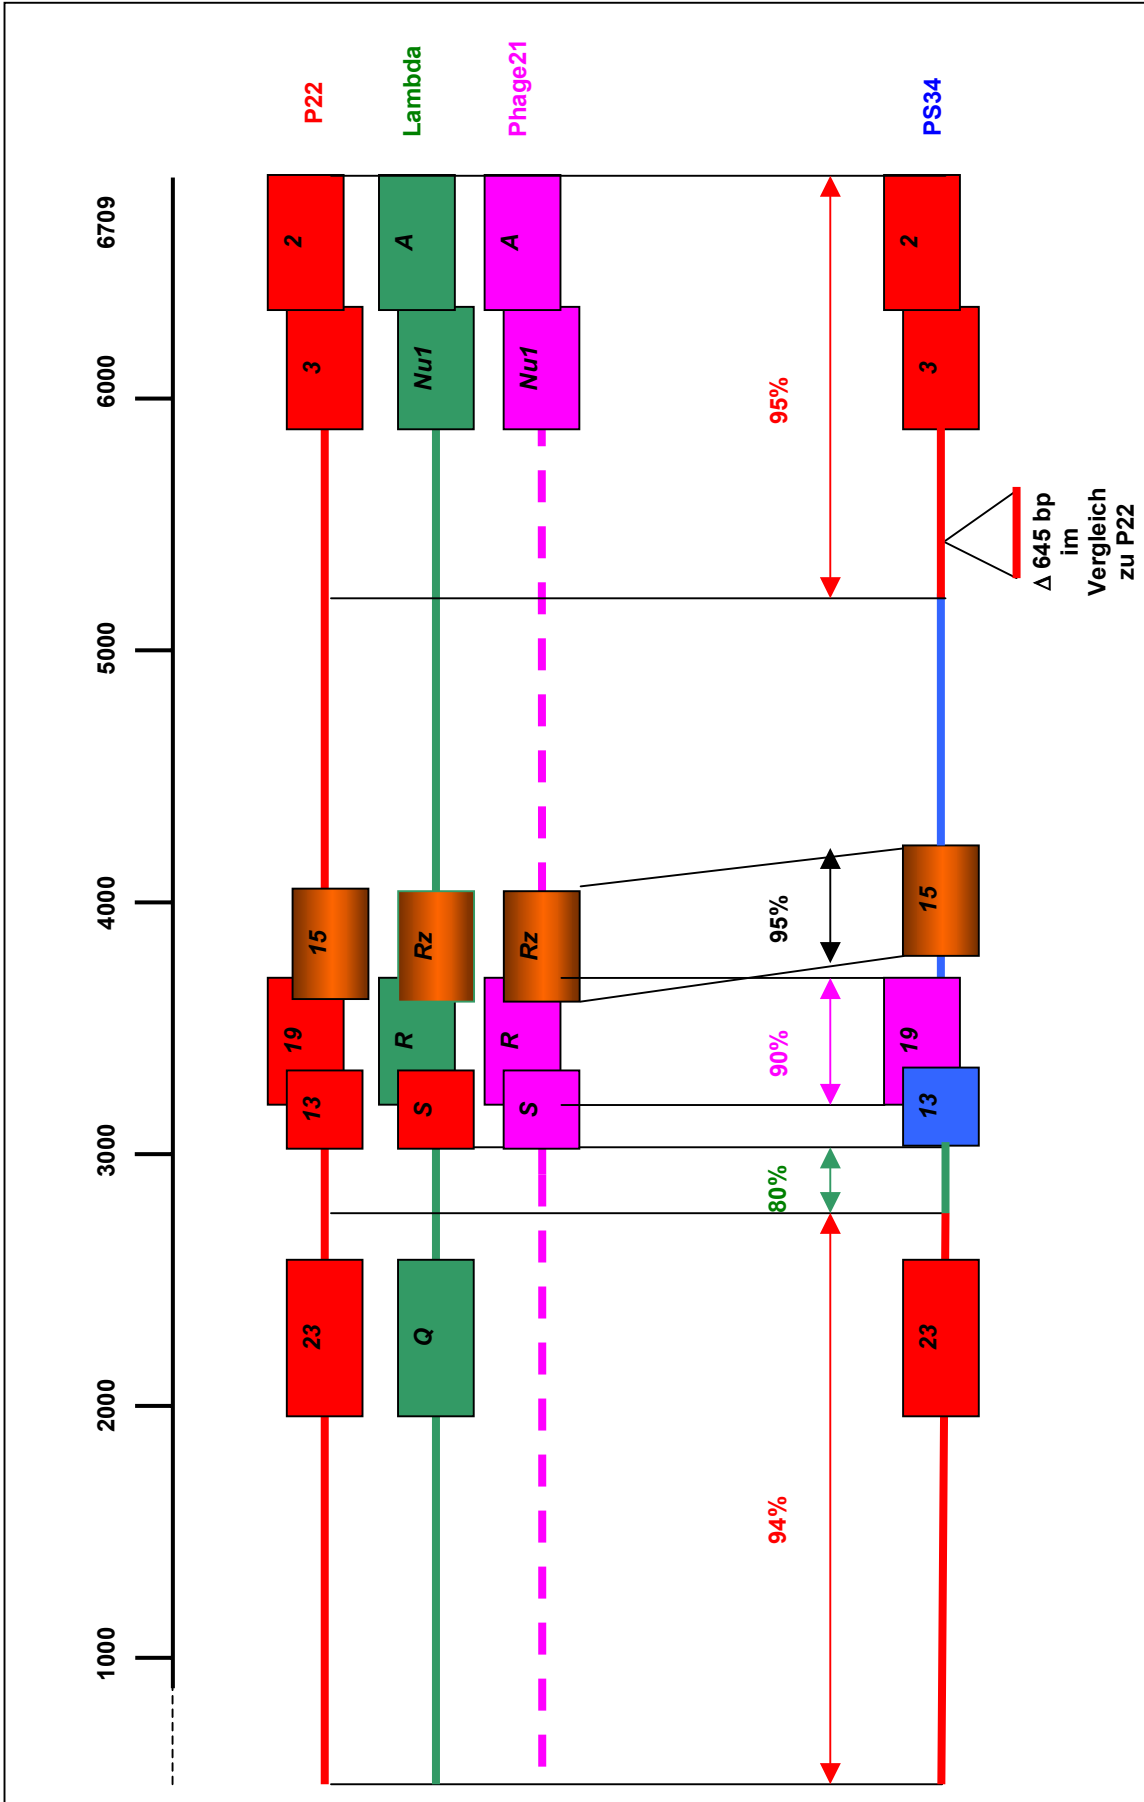 1000
2000
3000
4000
5000
6000
6709
23
13
19
15
3
2
P22
Q
S
R
Rz
Nu1
A
Lambda
S
R
Rz
Nu1
A
Phage21
94%
80%
90%
95%
95%
23
13
19
15
3
2
PS34
Δ 645 bp
im
Vergleich
zu P22